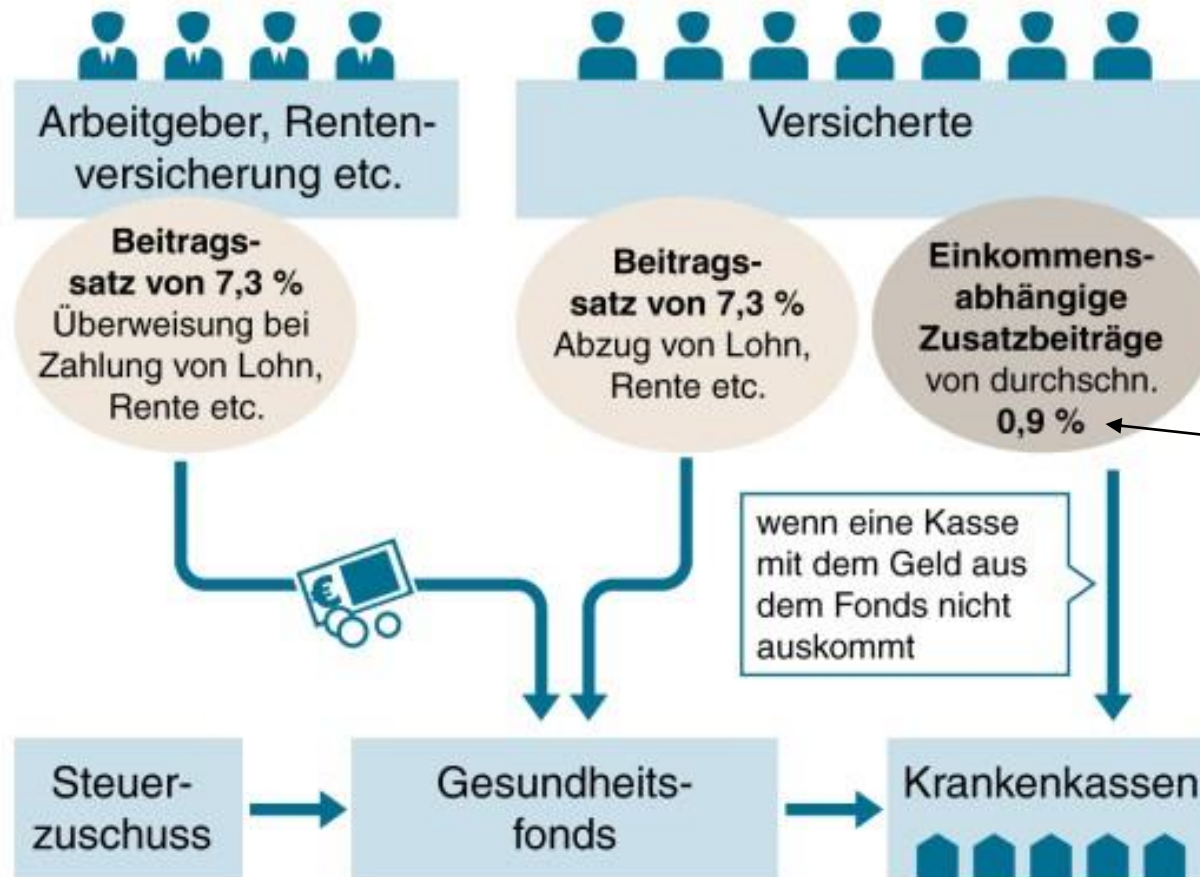 Arbeitgeber, Renten-
versicherung etc.
Versicherte
Beitrags-
satz von 7,3 %
Überweisung bei
Zahlung von Lohn,
Rente etc.
Beitrags-
satz von 7,3 %
Abzug von Lohn,
Rente etc.
Einkommens-
abhängige
Zusatzbeiträge
von durchschn.
0,9 %
€
wenn eine Kasse
mit dem Geld aus
dem Fonds nicht
auskommt
Steuer-
zuschuss
Gesundheits-
fonds
Krankenkassen